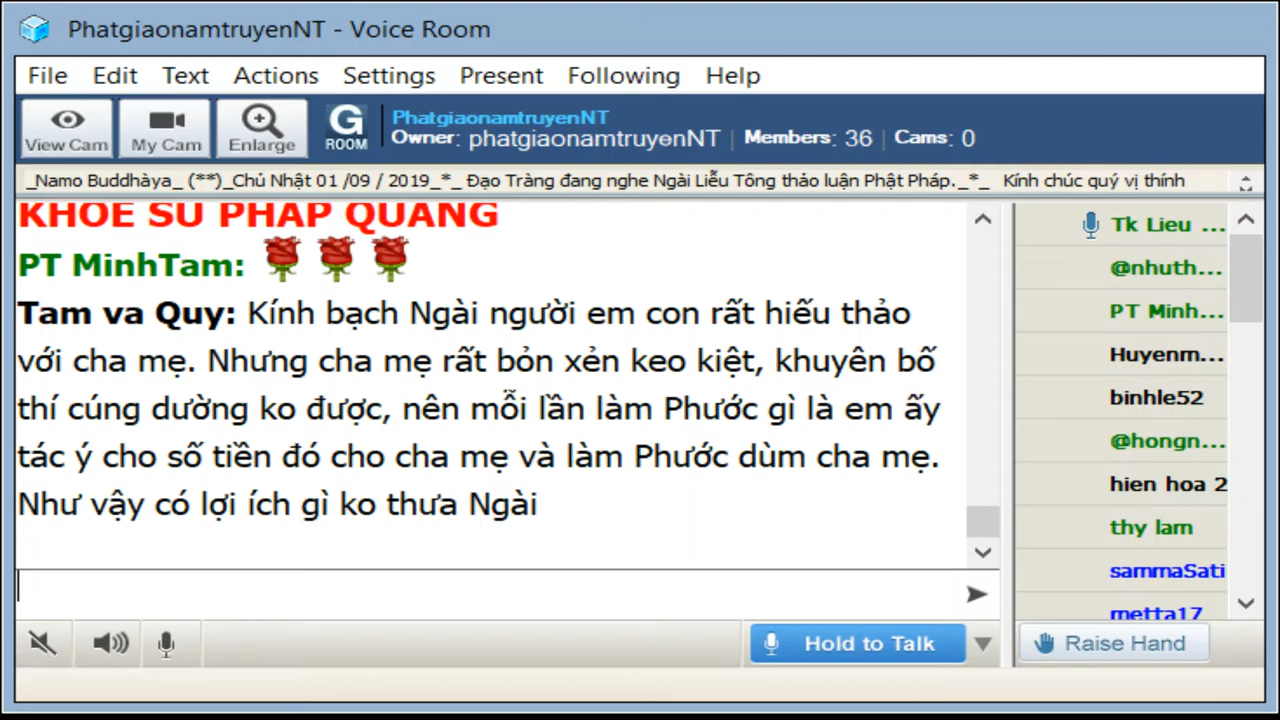 PhatgiaonamtruyenNT - Voice Room
File Edit Text Actions Settings Present Following Help
View Cam My Cam Enlarge G ROOM
PhatgiaonamtruyenNT
Owner: phatgiaonamtruyenNT | Members: 36 | Cams: 0
_Namo Buddhàya_ (**)_Chủ Nhật 01 /09 / 2019_*_ Đạo Tràng đang nghe Ngài Liễu Tông thảo luận Phật Pháp._*_ Kính chúc quý vị thính
KHOE SU PHAP QUANG
PT MinhTam:
Tam va Quy: Kính bạch Ngài người em con rất hiếu thảo
với cha mẹ. Nhưng cha mẹ rất bỏn xẻn keo kiệt, khuyên bố
thí cúng dường ko được, nên mỗi lần làm Phước gì là em ấy
tác ý cho số tiền đó cho cha mẹ và làm Phước dùm cha mẹ.
Như vậy có lợi ích gì ko thưa Ngài
Tk Lieu ...
@nhuth...
PT Minh...
Huyenm...
binhle52
@hongn...
hien hoa 2
thy lam
sammaSati
metta17
Hold to Talk
Raise Hand